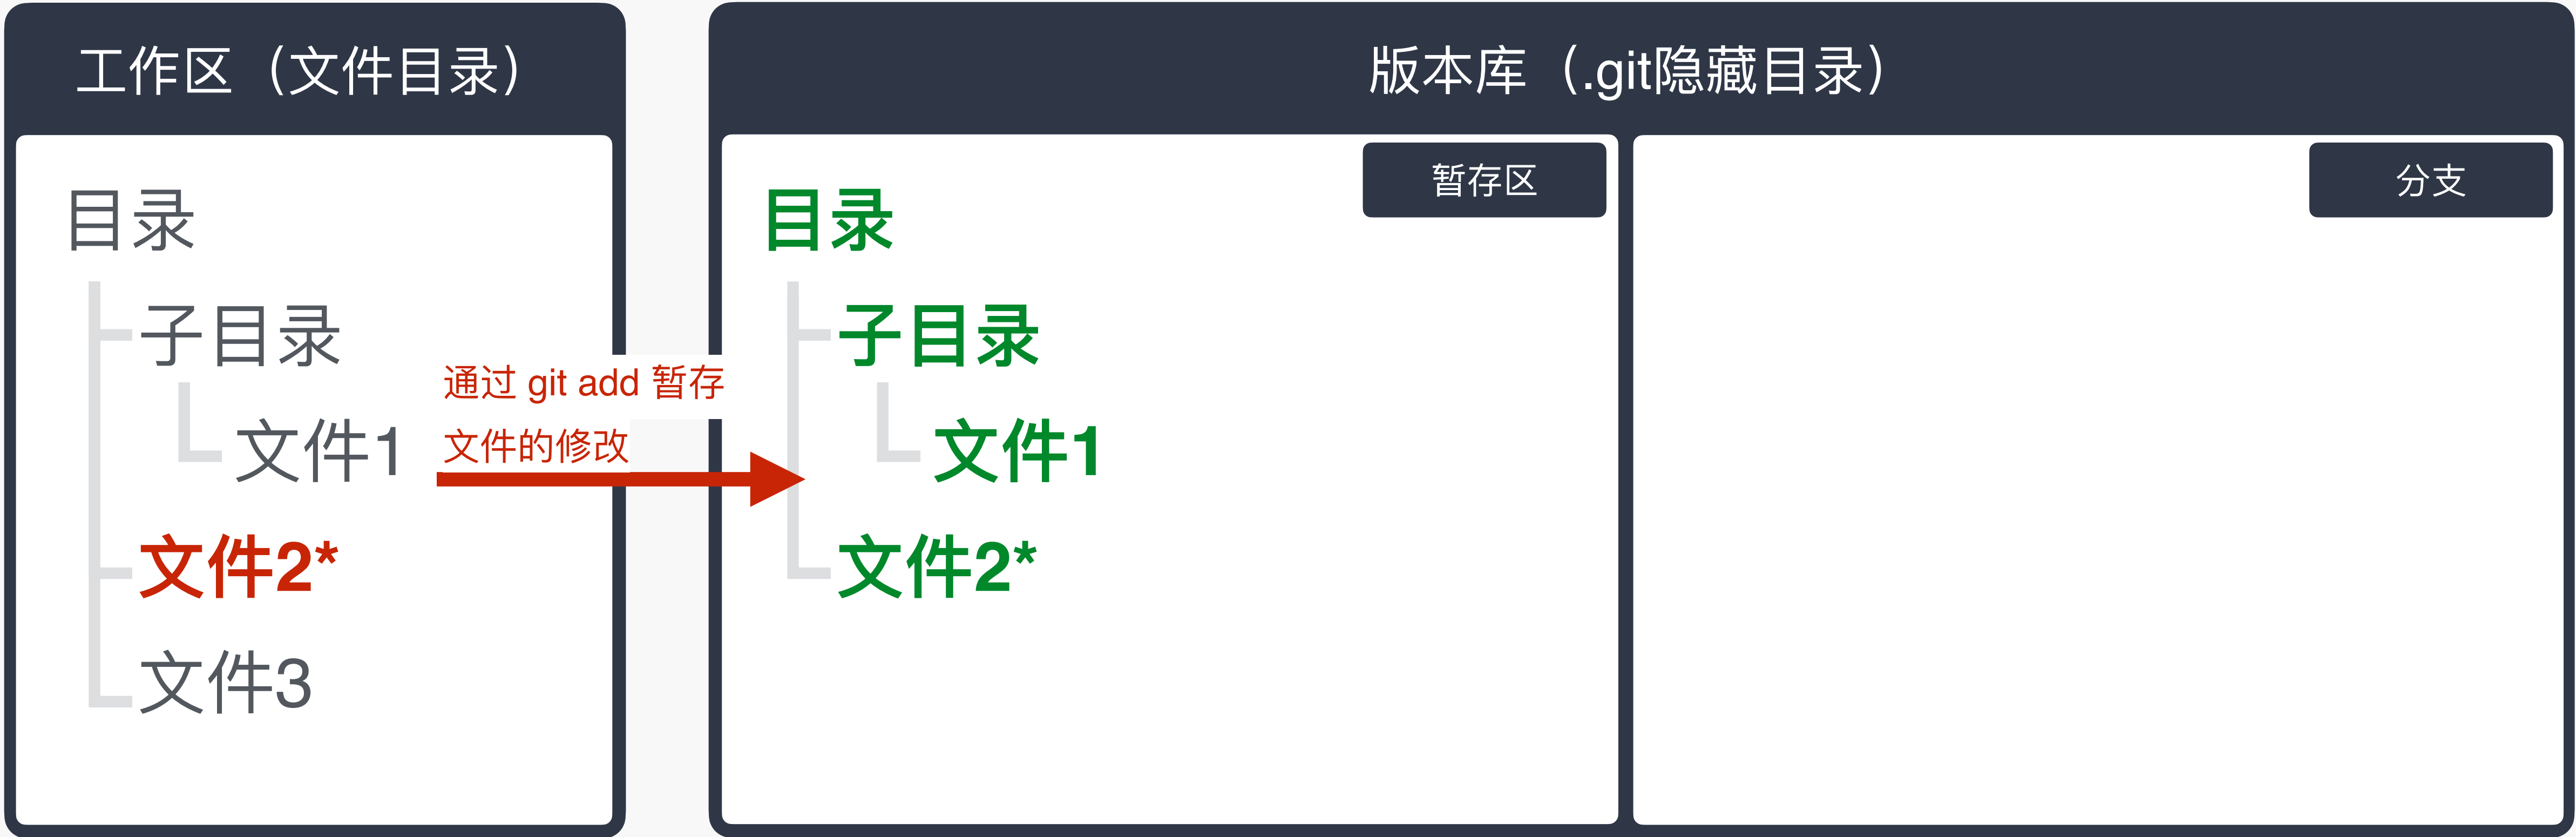 工作区（文件目录）
目录
子目录
文件1
文件2*
文件3
通过 git add 暂存
文件的修改
版本库（.git隐藏目录）
暂存区
目录
子目录
文件1
文件2*
分支